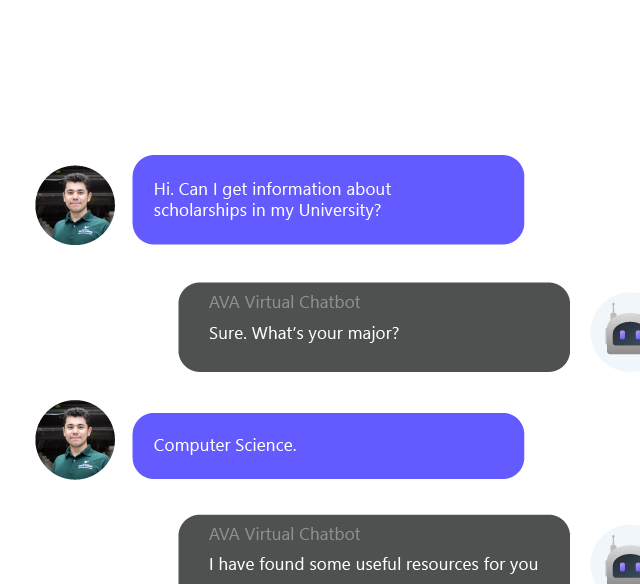 Hi. Can I get information about
scholarships in my University?
AVA Virtual Chatbot
Sure. What's your major?
Computer Science.
AVA Virtual Chatbot
I have found some useful resources for you